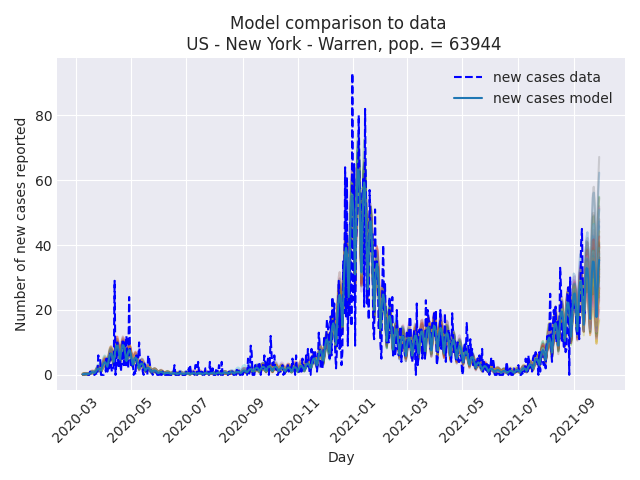 Model comparison to data
US - New York - Warren, pop. = 63944
new cases data
new cases model
Number of new cases reported
80
60
40
20
0
2020-03
2020-05
2020-07
2020-09
2020-11
2021-01
2021-03
2021-05
2021-07
2021-09
Day